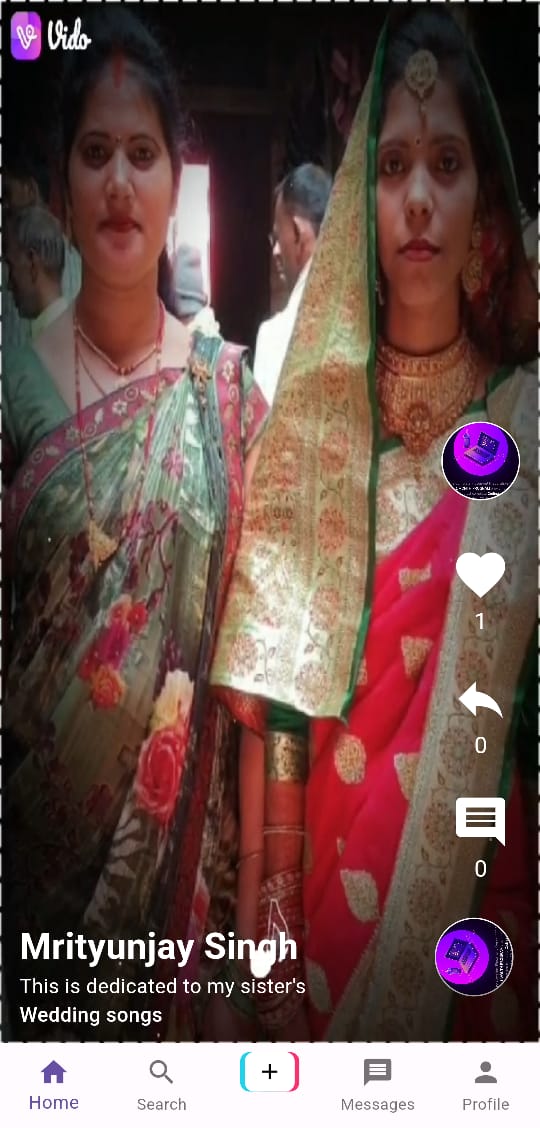 Vido
1
0
0
Mrityunjay Singh
This is dedicated to my sister's
Wedding songs
Home
Search
Messages
Profile